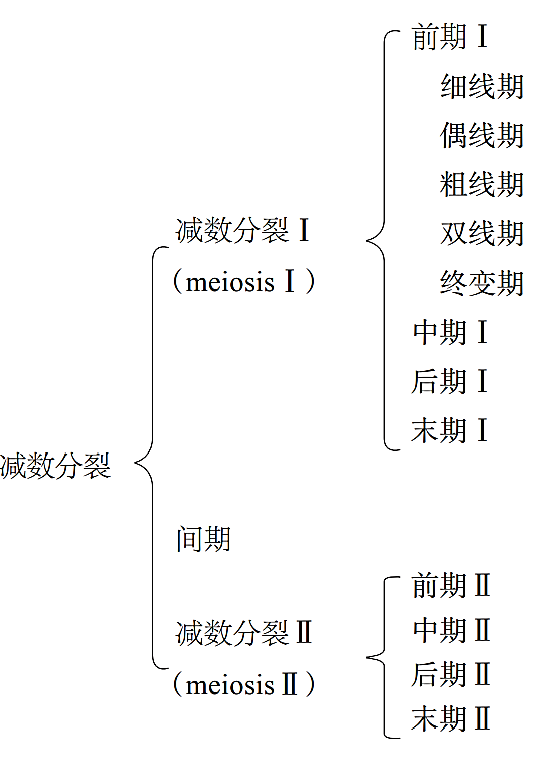 前期Ⅰ
细线期
偶线期
粗线期
减数分裂Ⅰ
双线期
(meiosisⅠ)
终变期
中期Ⅰ
后期Ⅰ
末期Ⅰ
减数分裂
间期
前期Ⅱ
减数分裂Ⅱ
中期Ⅱ
(meiosisⅡ)
后期Ⅱ
末期Ⅱ